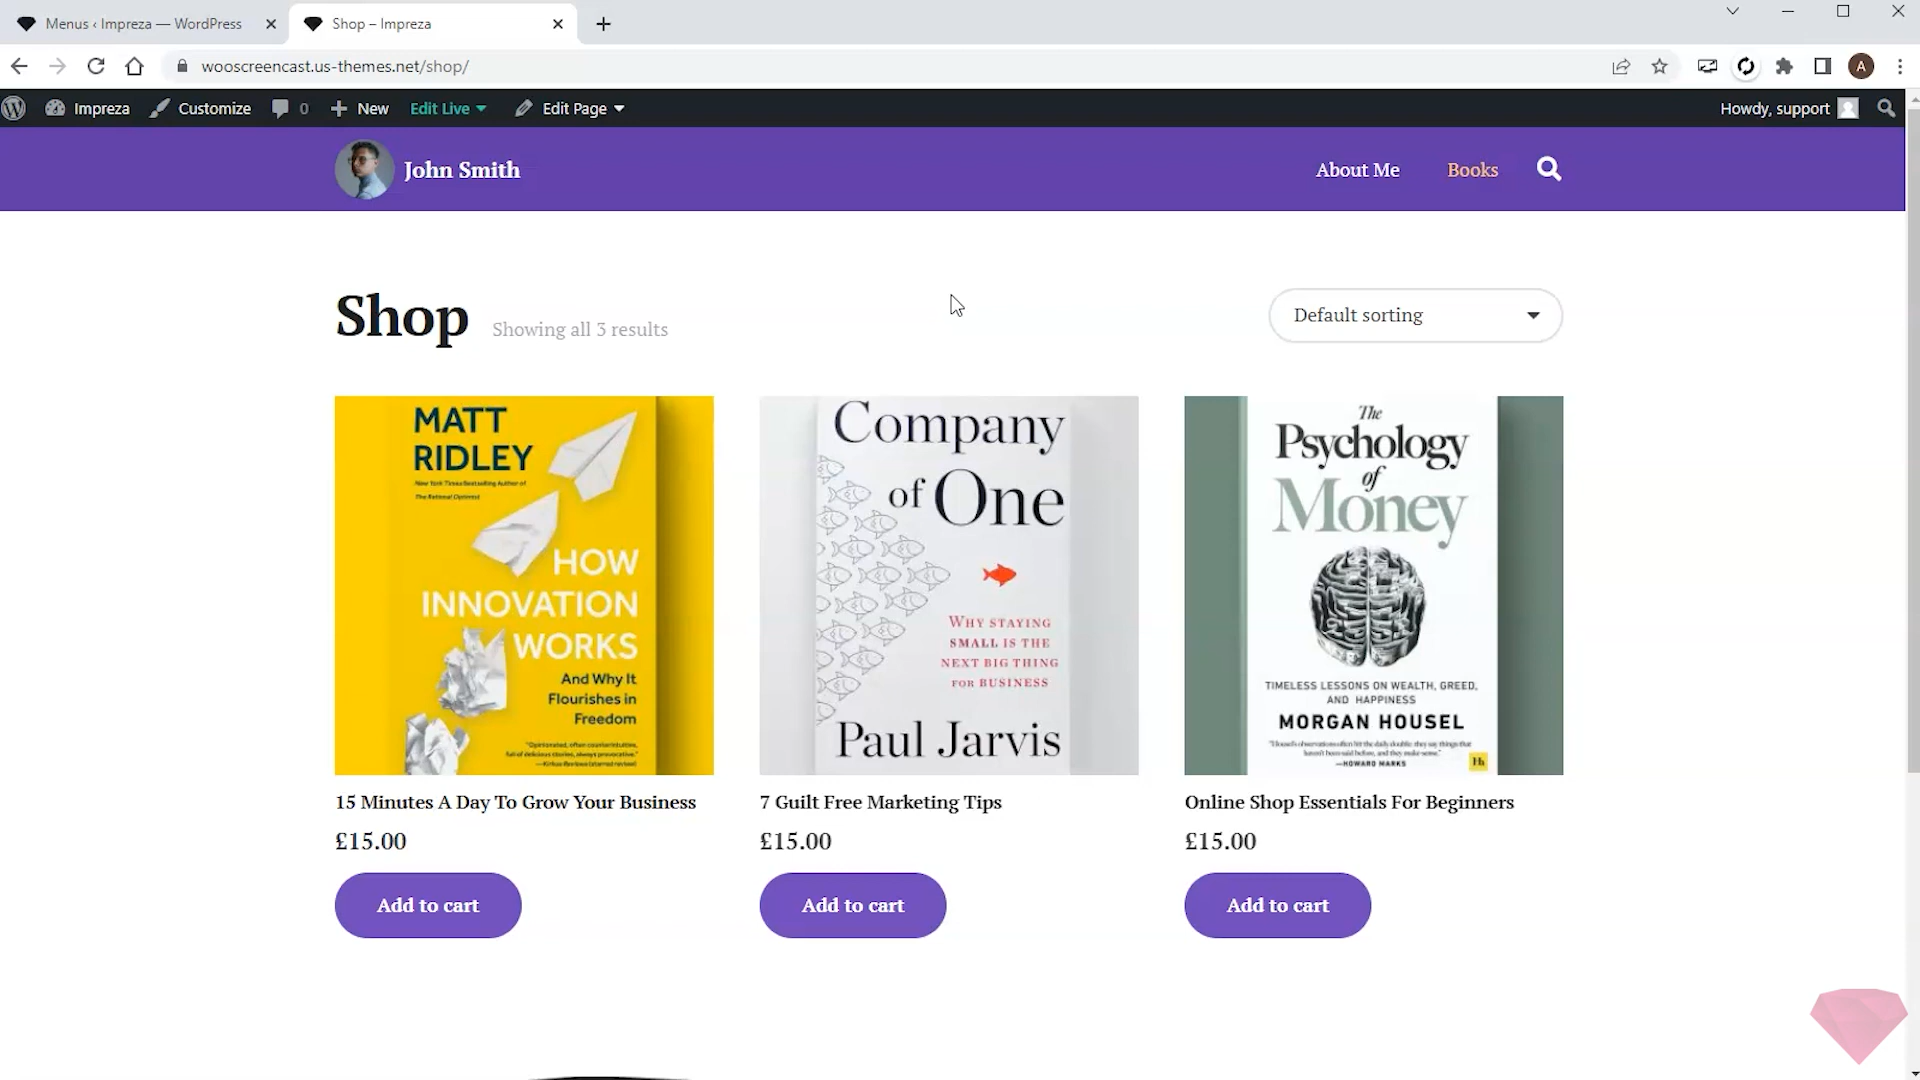 Menus ‹ Impreza — WordPress
Shop – Impreza
wooscreencast.us-themes.net/shop/
A
Impreza
Customize
0
New
Edit Live
Edit Page
Howdy, support
John Smith
About Me
Books
Shop
Showing all 3 results
Default sorting
MATT
RIDLEY
New York Times Bestselling Author of
The Rational Optimist
HOW
INNOVATION
WORKS
And Why It
Flourishes in
Freedom
"Opinionated, often counterintuitive,
full of delicious stories, always provocative."
—Kirkus Reviews (starred review)
Company
of One
WHY STAYING
SMALL IS THE
NEXT BIG THING
FOR BUSINESS
Paul Jarvis
The
Psychology
of
Money
TIMELESS LESSONS ON WEALTH, GREED,
AND HAPPINESS
MORGAN HOUSEL
"Housel's observations often hit the daily double: they say things that
haven't been said before, and they make sense."
—HOWARD MARKS
Hh
15 Minutes A Day To Grow Your Business
£15.00
Add to cart
7 Guilt Free Marketing Tips
£15.00
Add to cart
Online Shop Essentials For Beginners
£15.00
Add to cart